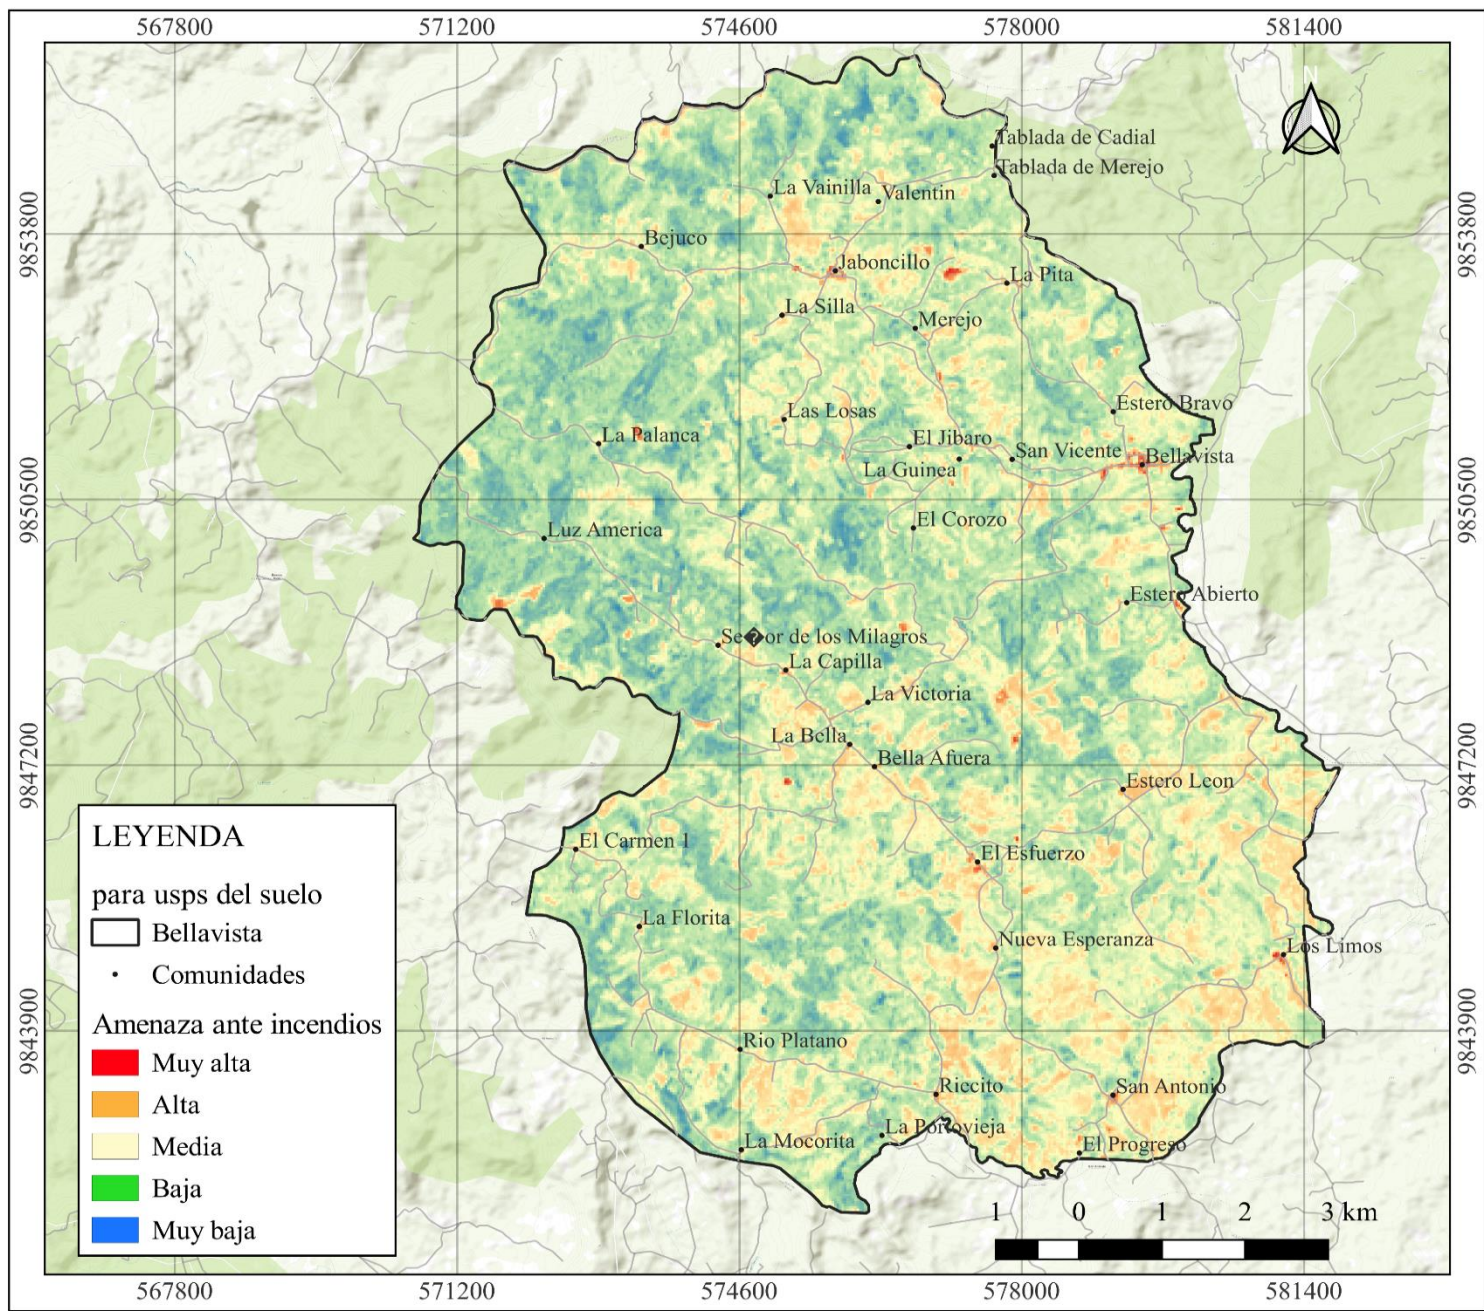 567800 571200 574600 578000 581400
N
Tablada de Cadial
Tablada de Merejo
La Vainilla
Valentin
9853800
9853800
Bejuco
Jaboncillo
La Pita
La Silla
Merejo
Estero Bravo
Las Losas
La Palanca
El Jibaro
San Vicente
Bellavista
La Guinea
9850500
9850500
El Corozo
Luz America
Estero Abierto
Se?or de los Milagros
La Capilla
La Victoria
La Bella
Bella Afuera
9847200
9847200
Estero Leon
El Carmen 1
El Esfuerzo
La Florita
Nueva Esperanza
Los Limos
9843900
9843900
Rio Platano
Riecito
San Antonio
La Portovieja
La Mocorita
El Progreso
LEYENDA
para usps del suelo
Bellavista
Comunidades
Amenaza ante incendios
Muy alta
Alta
Media
Baja
Muy baja
1 0 1 2 3 km
567800 571200 574600 578000 581400